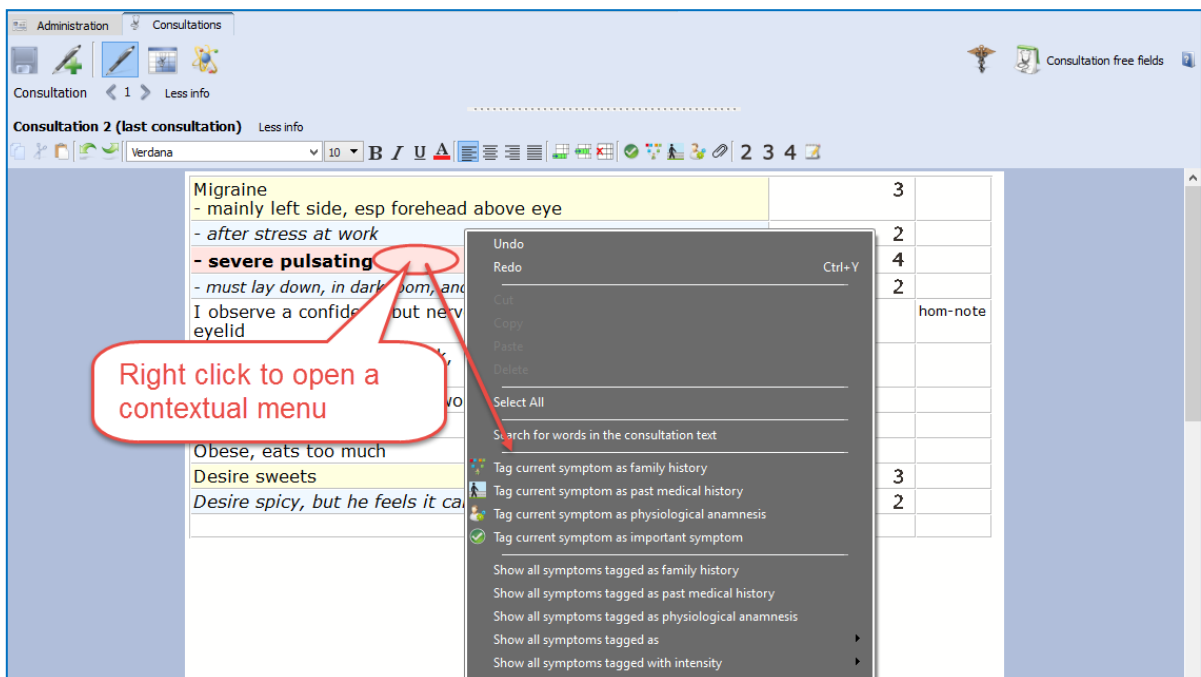 Administration Consultations
Consultation free fields
Consultation 1 Less info
Consultation 2 (last consultation) Less info
Verdana 10 B I U A 2 3 4
Migraine 3
- mainly left side, esp forehead above eye
- after stress at work 2
- severe pulsating 4
- must lay down, in dark room, and 2
I observe a but nerv hom-note
eyelid
Obese, eats too much
Desire sweets 3
Desire spicy, but he feels it 2
Right click to open a
contextual menu
Undo
Redo Ctrl+Y
Cut
Copy
Paste
Delete
Select All
Search for words in the consultation text
Tag current symptom as family history
Tag current symptom as past medical history
Tag current symptom as physiological anamnesis
Tag current symptom as important symptom
Show all symptoms tagged as family history
Show all symptoms tagged as past medical history
Show all symptoms tagged as physiological anamnesis
Show all symptoms tagged as
Show all symptoms tagged with intensity